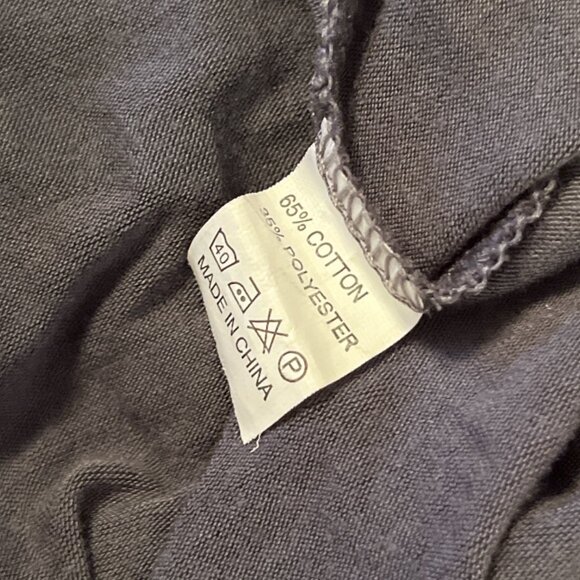 65% COTTON
35% POLYESTER
40 P
MADE IN CHINA